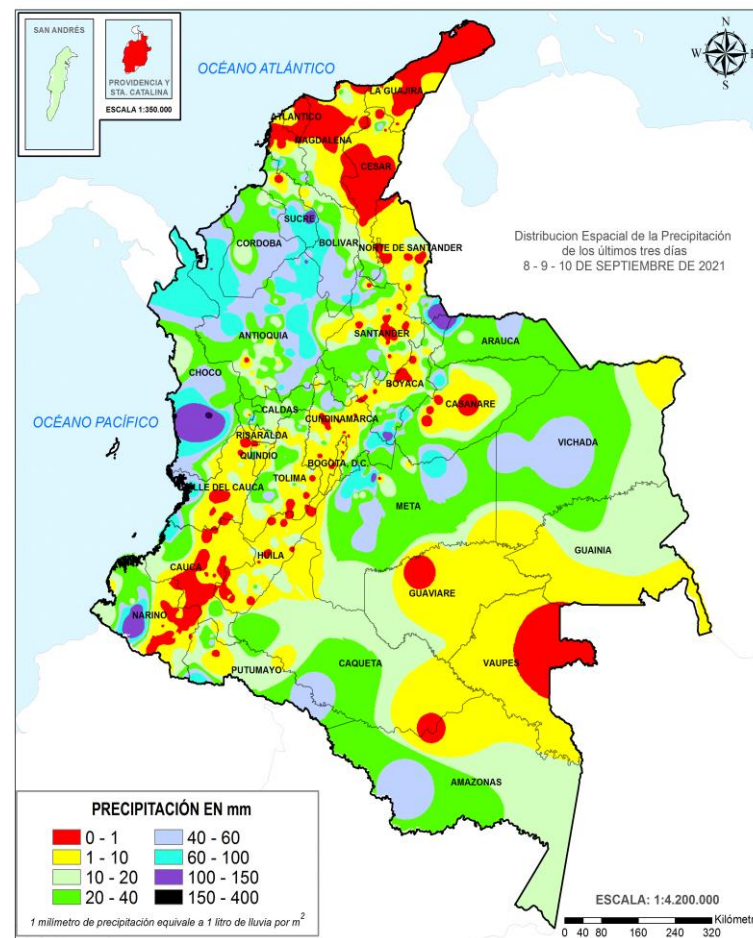 SAN ANDRÉS
PROVIDENCIA Y
STA. CATALINA
ESCALA 1:350.000
N
W
E
S
OCÉANO ATLÁNTICO
LA GUAJIRA
ATLANTICO
MAGDALENA
CESAR
SUCRE
CORDOBA
BOLIVAR
NORTE DE SANTANDER
Distribucion Espacial de la Precipitación
de los últimos tres días
8 - 9 - 10 DE SEPTIEMBRE DE 2021
ANTIOQUIA
SANTANDER
ARAUCA
CHOCO
BOYACA
OCÉANO PACÍFICO
CALDAS
CUNDINAMARCA
CASANARE
RISARALDA
VICHADA
QUINDIO
BOGOTA, D.C.
VALLE DEL CAUCA
TOLIMA
META
GUAINIA
HUILA
CAUCA
GUAVIARE
NARIÑO
VAUPES
PUTUMAYO
CAQUETA
AMAZONAS
PRECIPITACIÓN EN mm
0 - 1
40 - 60
1 - 10
60 - 100
10 - 20
100 - 150
20 - 40
150 - 400
1 milímetro de precipitación equivale a 1 litro de lluvia por m2
ESCALA: 1:4.200.000
Kilóme
0 40 80 160 240 320